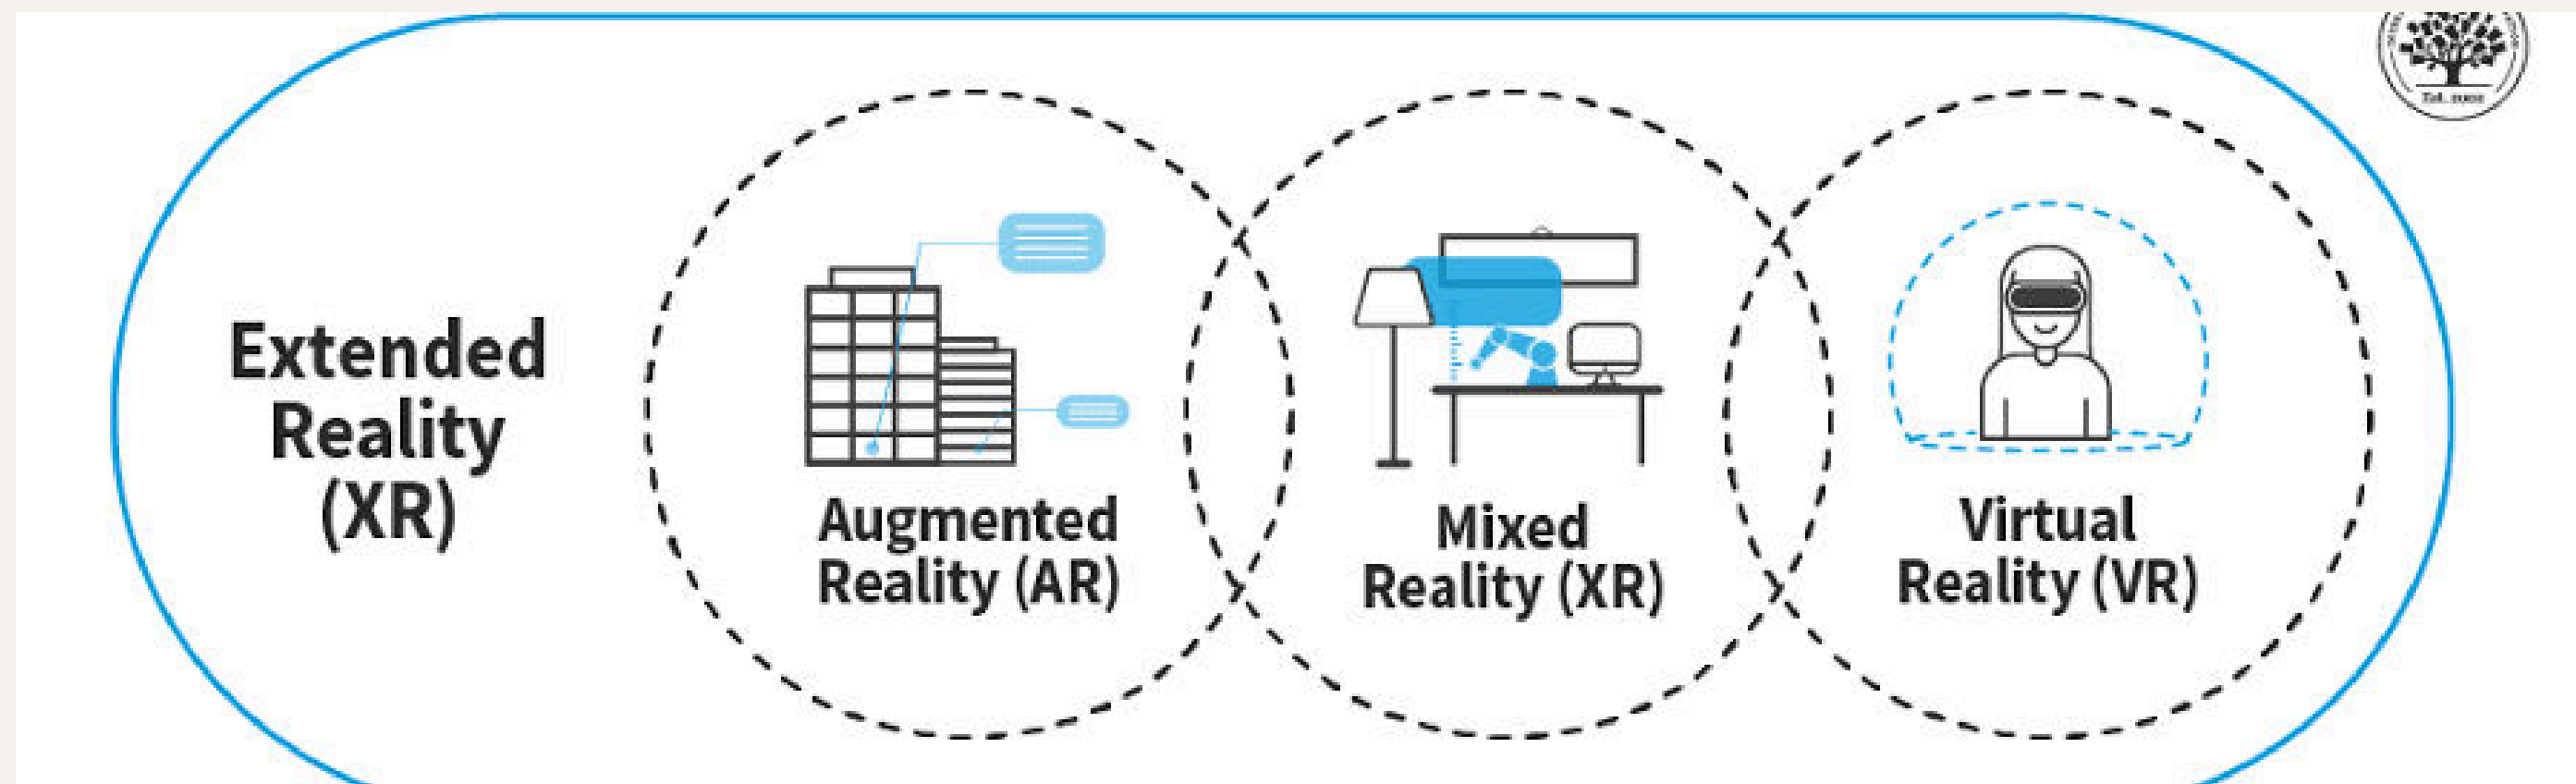 Extended
Reality
(XR)
Augmented
Reality (AR)
Mixed
Reality (XR)
Virtual
Reality (VR)